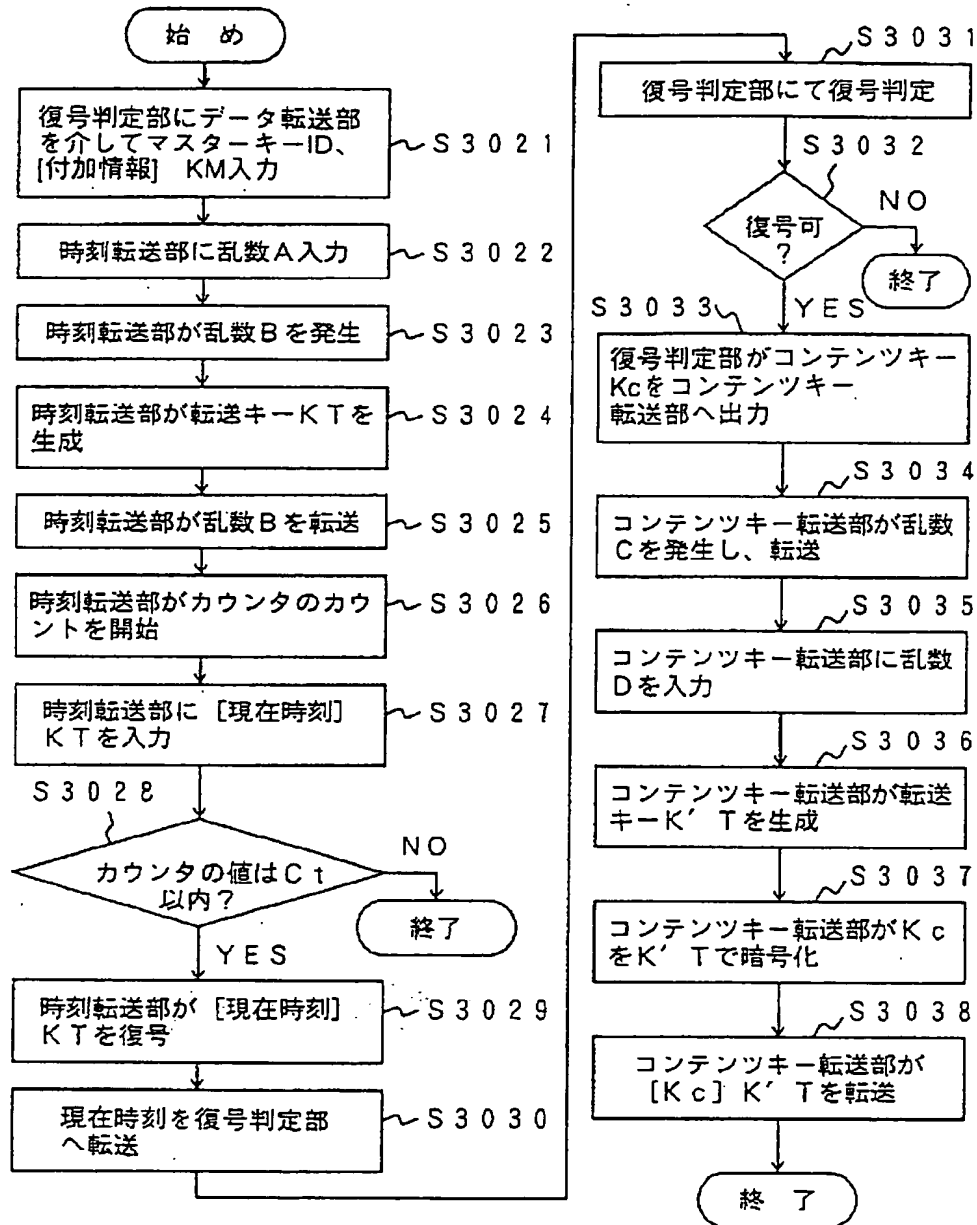 始 め
復号判定部にデータ転送部
を介してマスターキーID、
[付加情報] KM入力
S3021
時刻転送部に乱数A入力
S3022
時刻転送部が乱数Bを発生
S3023
時刻転送部が転送キーKTを
生成
S3024
時刻転送部が乱数Bを転送
S3025
時刻転送部がカウンタのカウ
ントを開始
S3026
時刻転送部に [現在時刻]
KTを入力
S3027
S3028
カウンタの値はCt
以内?
NO
終了
YES
時刻転送部が [現在時刻]
KTを復号
S3029
現在時刻を復号判定部
へ転送
S3030
S3031
復号判定部にて復号判定
S3032
復号可
?
NO
終了
YES
S3033
復号判定部がコンテンツキー
Kcをコンテンツキー
転送部へ出力
S3034
コンテンツキー転送部が乱数
Cを発生し、転送
S3035
コンテンツキー転送部に乱数
Dを入力
S3036
コンテンツキー転送部が転送
キーK′Tを生成
S3037
コンテンツキー転送部がKc
をK′Tで暗号化
S3038
コンテンツキー転送部が
[Kc] K′Tを転送
終 了